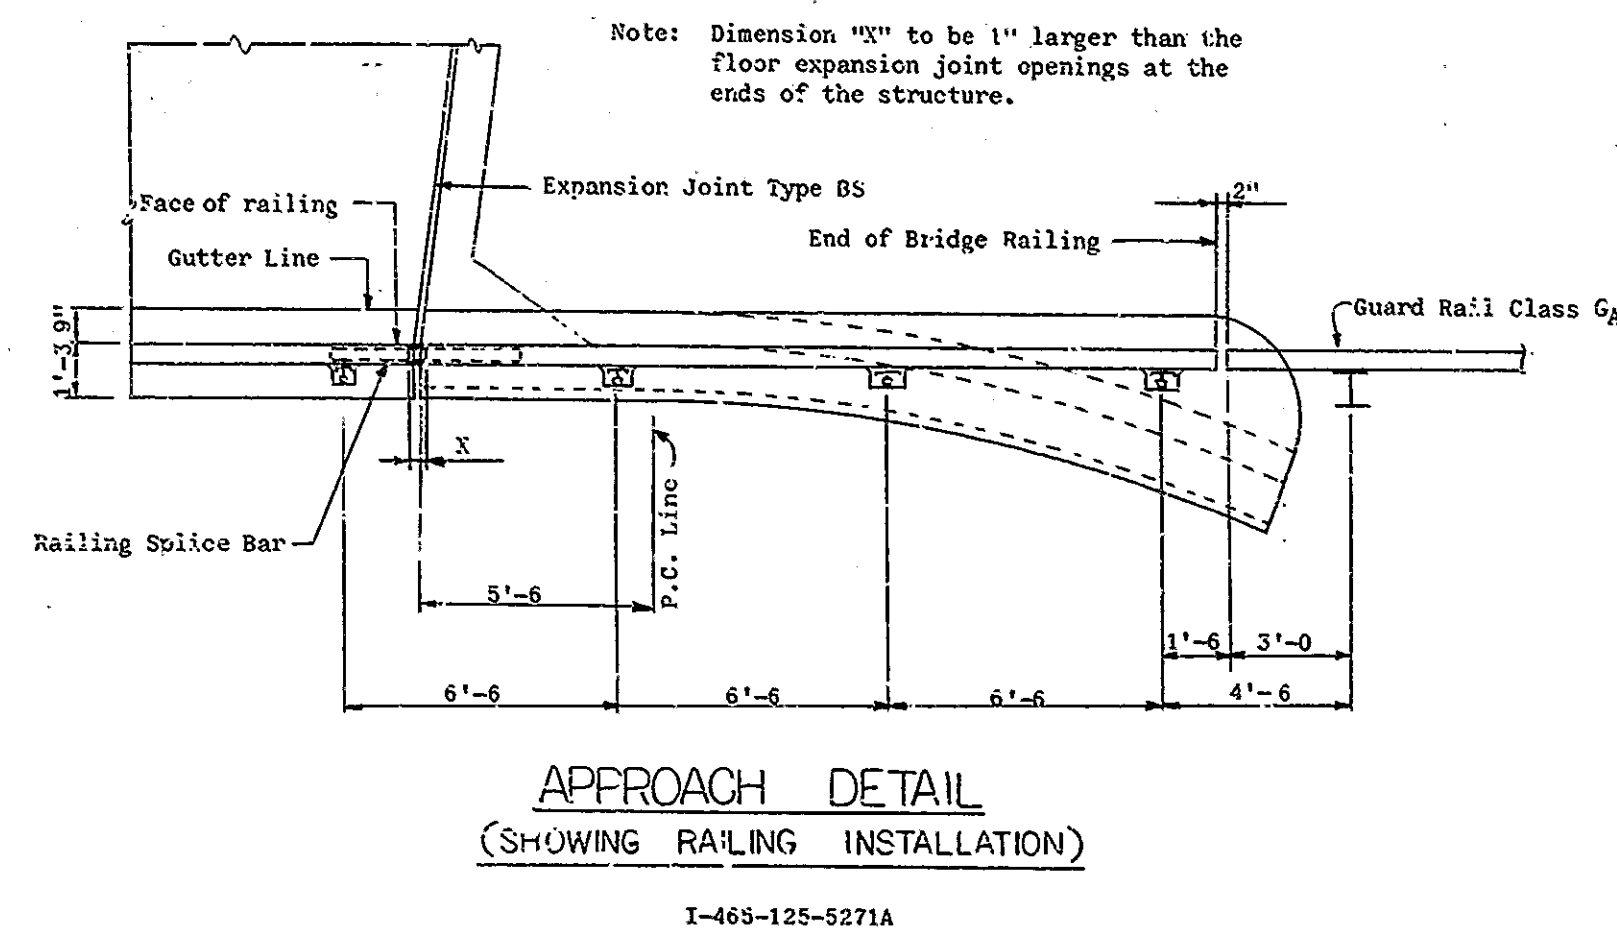 Note: Dimension "X" to be 1" larger than the
floor expansion joint openings at the
ends of the structure.
Expansion Joint Type BS
2"
Face of railing
End of Bridge Railing
Gutter Line
Guard Rail Class GA
9"
1'-3
X
Railing Splice Bar
P.C. Line
5'-6
1'-6
3'-0
6'-6
6'-6
6'-6
4'-6
APPROACH DETAIL
(SHOWING RAILING INSTALLATION)
I-465-125-5271A